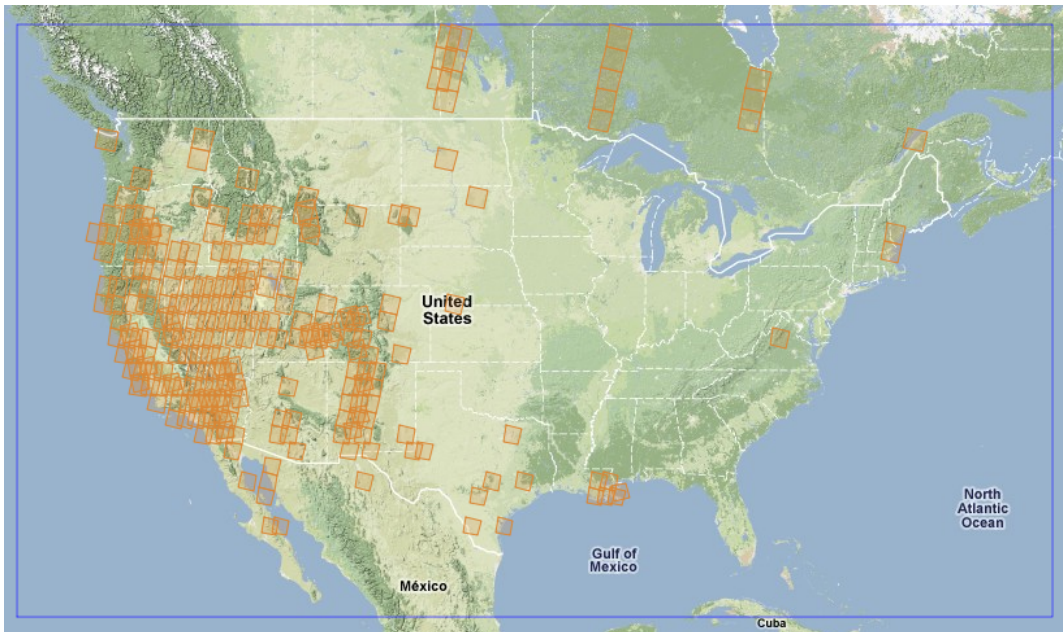 United
States
North
Atlantic
Ocean
Gulf of
Mexico
México
Cuba